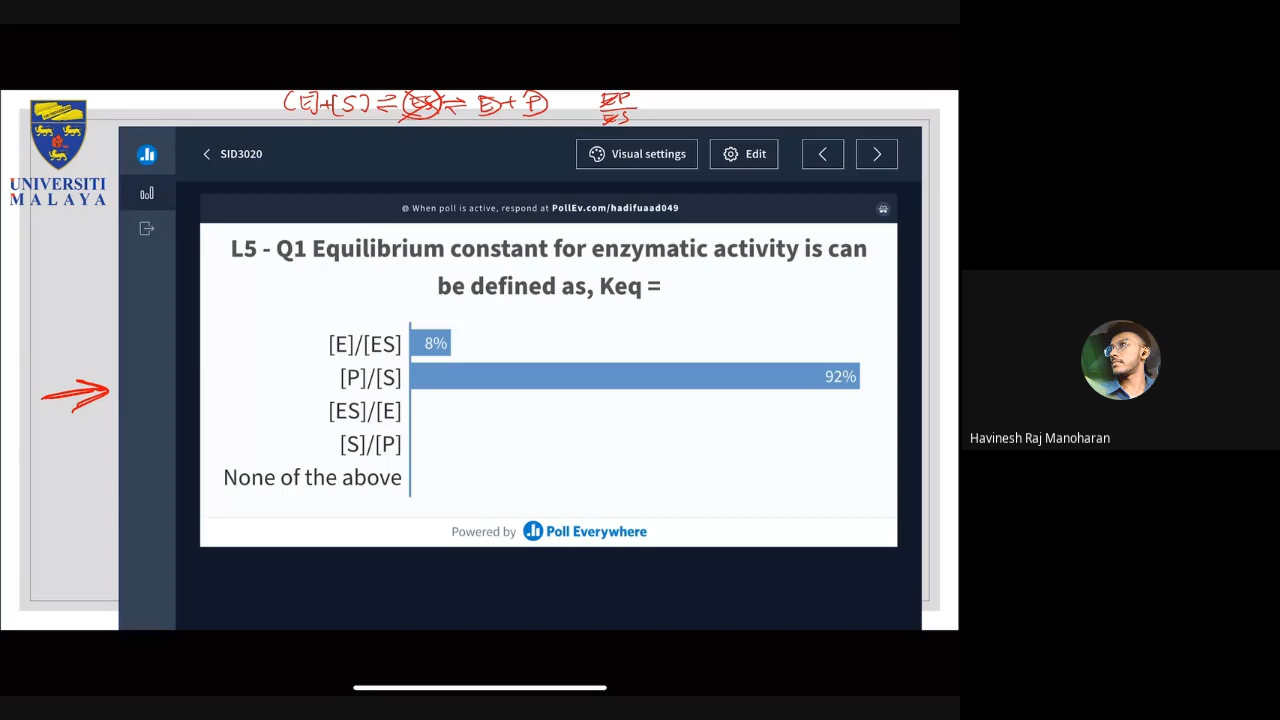 [E]+[S] ⇌ (ES) ⇌ E + P EP
ES
UNIVERSITI
MALAYA
SID3020
Visual settings
Edit
When poll is active, respond at PollEv.com/hadifuaad049
L5 - Q1 Equilibrium constant for enzymatic activity is can
be defined as, Keq =
[E]/[ES] 8%
[P]/[S] 92%
[ES]/[E]
[S]/[P]
None of the above
Powered by Poll Everywhere
Havinesh Raj Manoharan